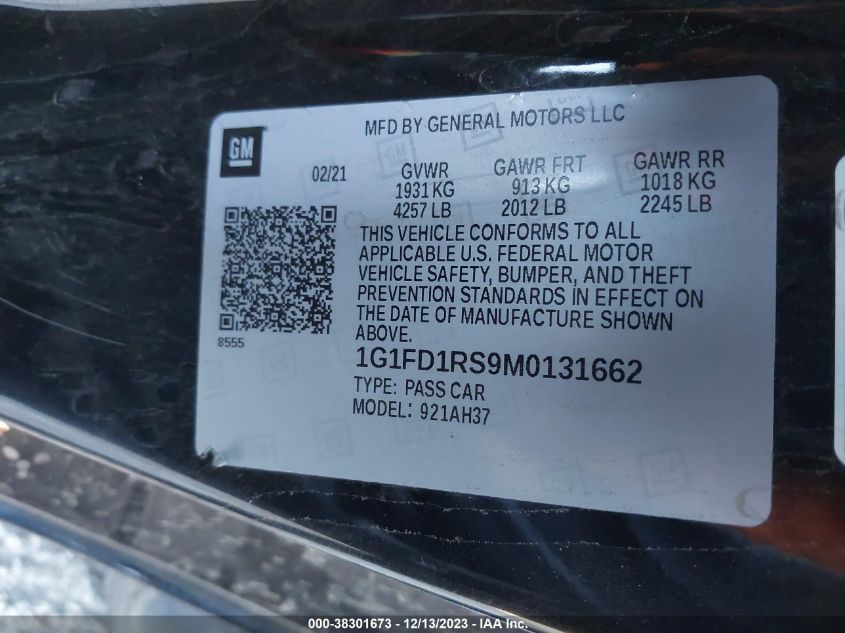 MFD BY GENERAL MOTORS LLC
GM
02/21
GVWR GAWR FRT GAWR RR
1931 KG 913 KG 1018 KG
4257 LB 2012 LB 2245 LB
THIS VEHICLE CONFORMS TO ALL
APPLICABLE U.S. FEDERAL MOTOR
VEHICLE SAFETY, BUMPER, AND THEFT
PREVENTION STANDARDS IN EFFECT ON
THE DATE OF MANUFACTURE SHOWN
ABOVE.
8555
1G1FD1RS9M0131662
TYPE: PASS CAR
MODEL: 921AH37
000-38301673 - 12/13/2023 - IAA